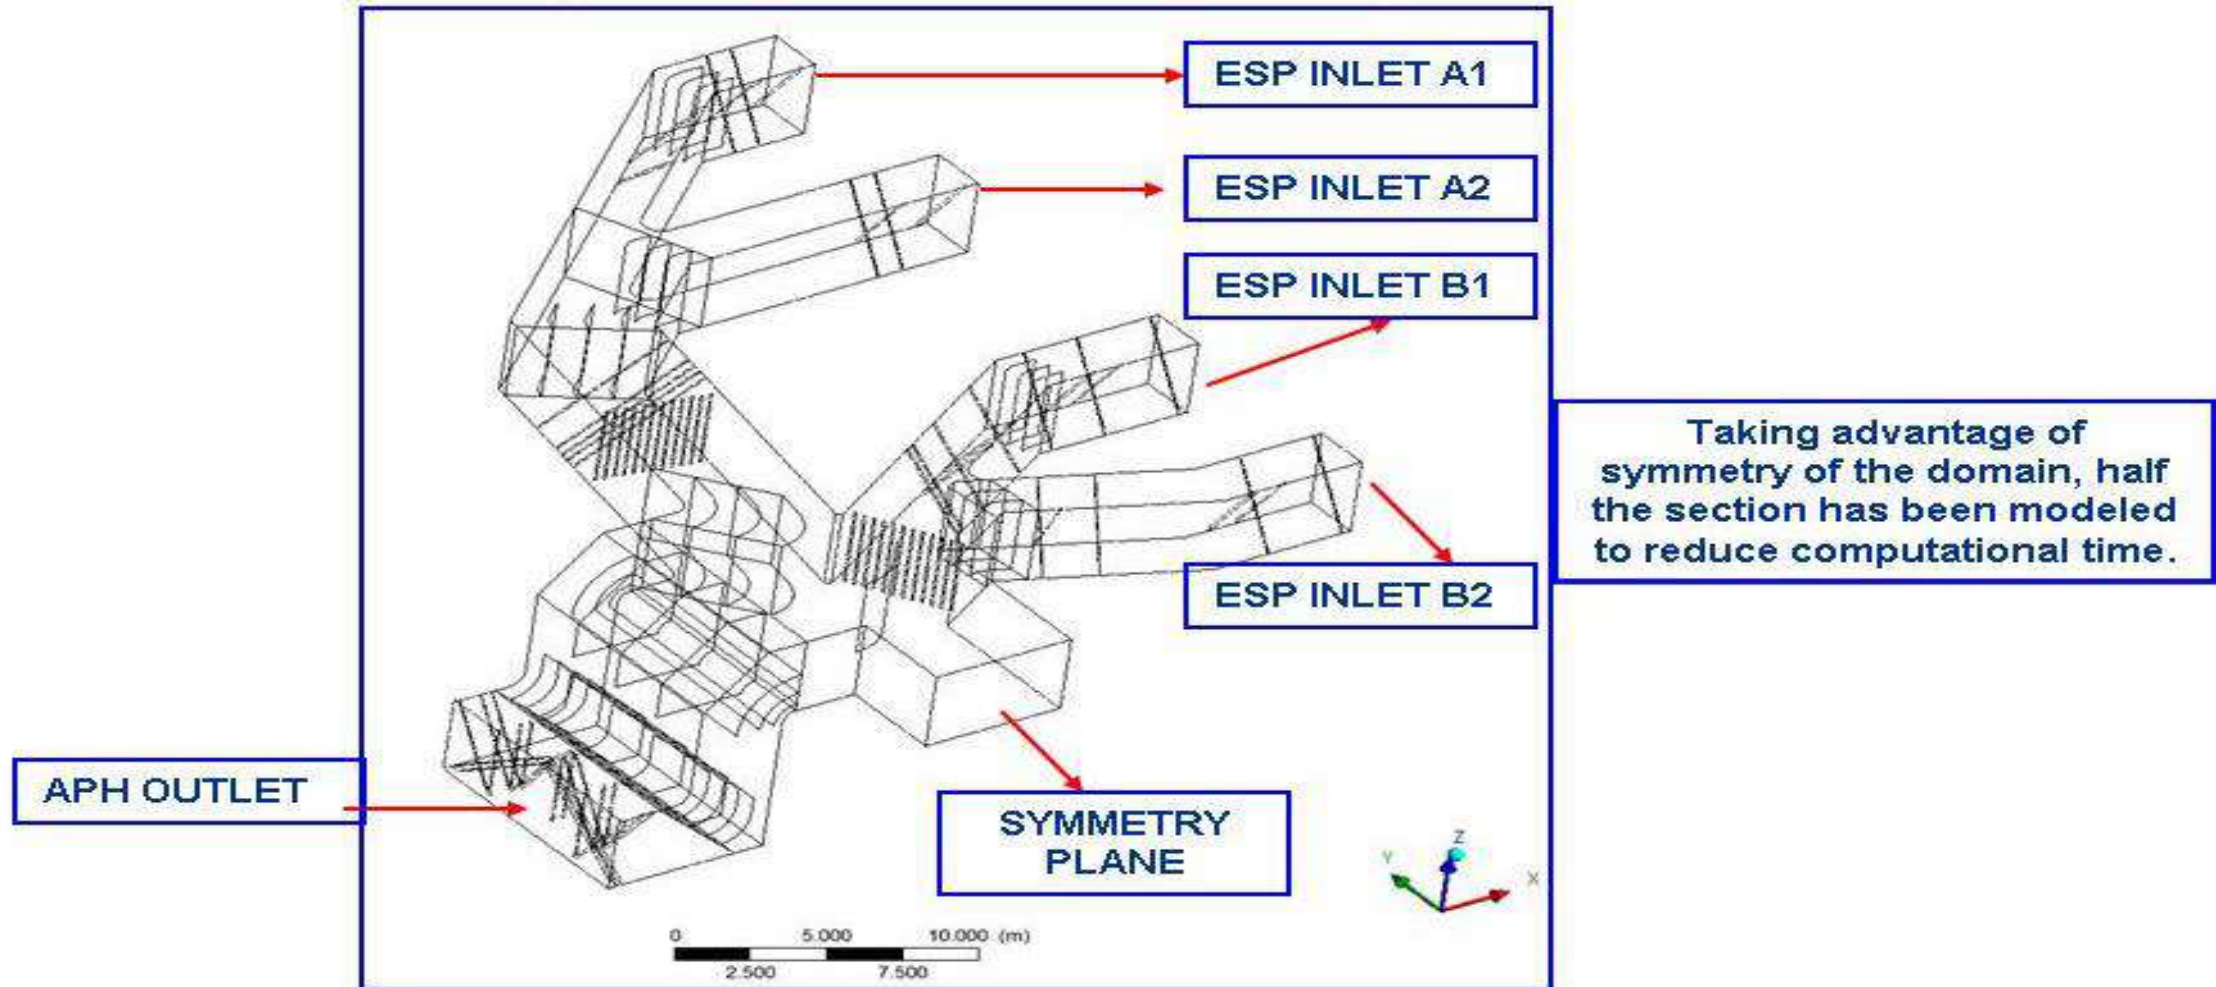 ESP INLET A1
ESP INLET A2
ESP INLET B1
Taking advantage of
symmetry of the domain, half
the section has been modeled
to reduce computational time.
ESP INLET B2
APH OUTLET
SYMMETRY
PLANE
Z
Y
X
0 5.000 10.000 (m)
2.500 7.500